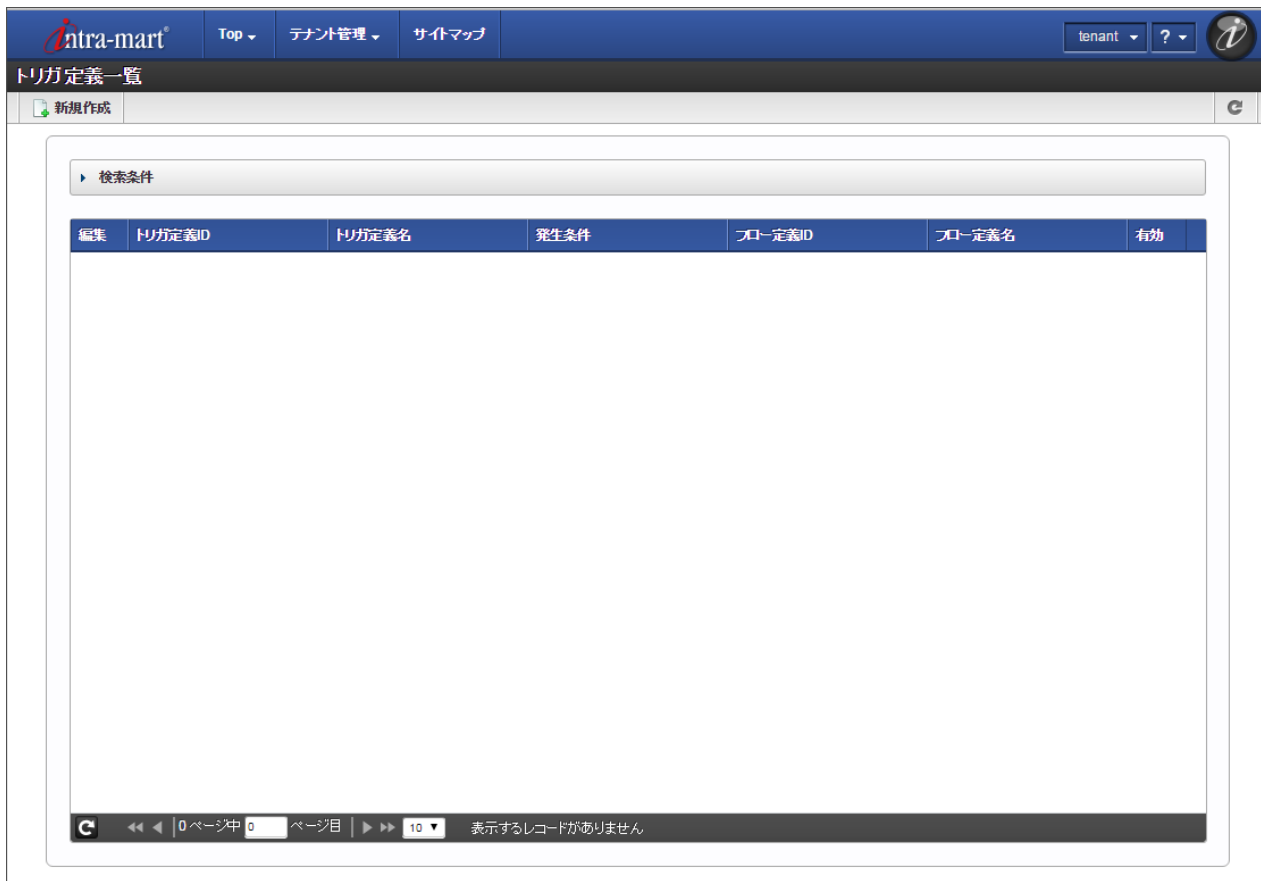 intra-mart® Top テナント管理 サイトマップ tenant ?
トリガ定義一覧
新規作成
検索条件
編集 トリガ定義ID トリガ定義名 発生条件 フロー定義ID フロー定義名 有効
0 ページ中 0 ページ目 10 表示するレコードがありません